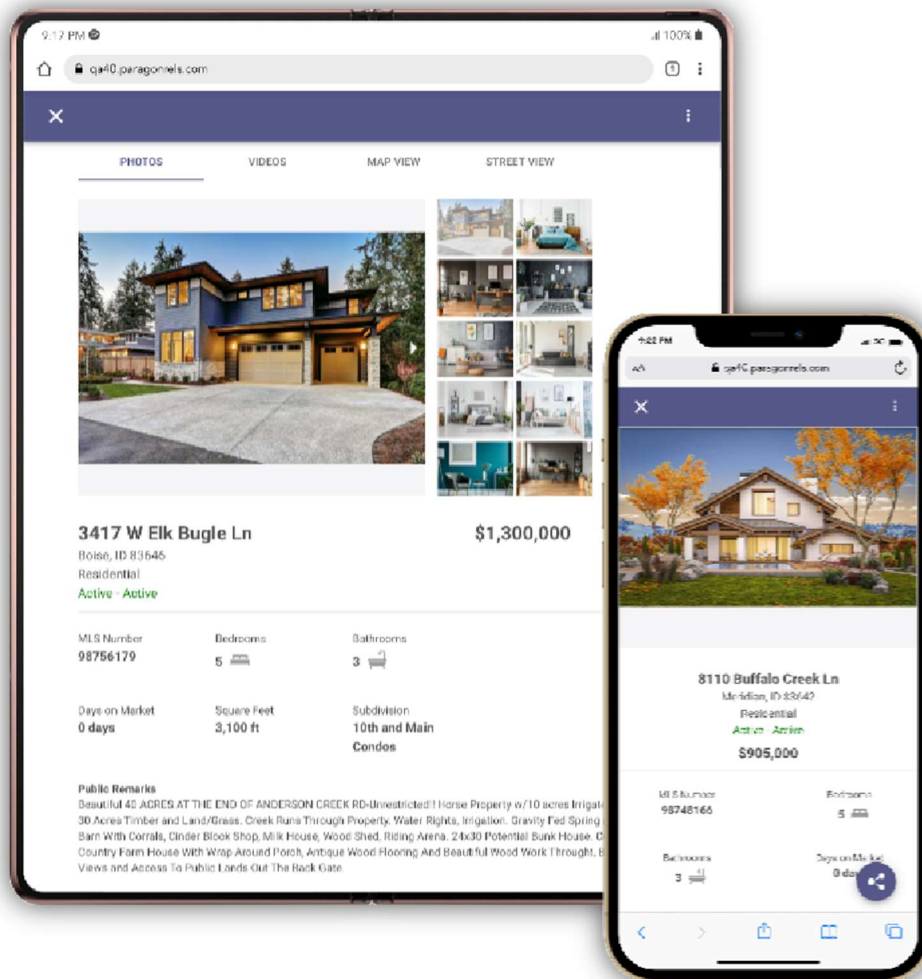 9:17 PM
100%
qa40.paragonrels.com
PHOTOS VIDEOS MAP VIEW STREET VIEW
3417 W Elk Bugle Ln $1,300,000
Boise, ID 83646
Residential
Active - Active
MLS Number Bedrooms Bathrooms
98756179 5 3
Days on Market Square Feet Subdivision
0 days 3,100 ft 10th and Main
Condos
Public Remarks
Beautiful 40 ACRES AT THE END OF ANDERSON CREEK RD-Unrestricted!! Horse Property w/10 acres
30 Acres Timber and Land/Grass. Creek Runs Through Property. Water Rights, Irrigation. Gravity Fed Spring
Barn With Corrals, Cinder Block Shop, Milk House, Wood Shed, Riding Arena. 24x30 Potential Bunk House.
Country Farm House With Wrap Around Porch, Antique Wood Flooring And Beautiful Wood Work Throught,
Views and Access To Public Lands Out The Back Gate.
9:22 PM
qa40.paragonrels.com
8110 Buffalo Creek Ln
Meridian, ID 83642
Residential
Active - Active
$905,000
MLS Number Bedrooms
98748166 5
Bathrooms Days on Market
3 0